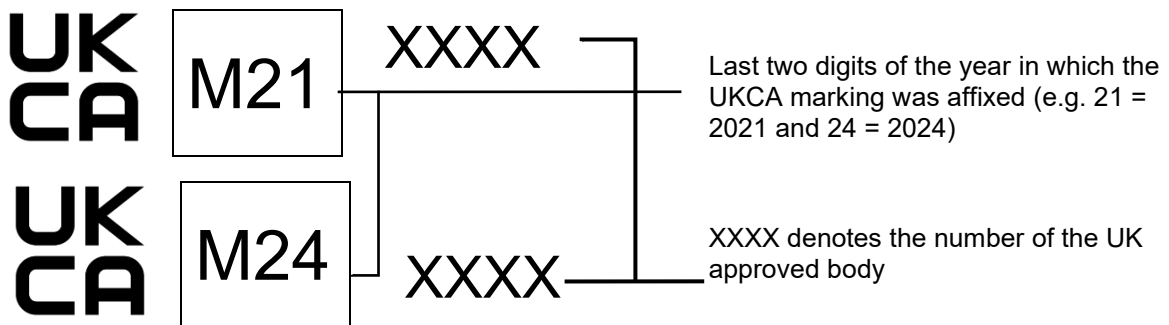 UK
CA
M21
XXXX
Last two digits of the year in which the
UKCA marking was affixed (e.g. 21 =
2021 and 24 = 2024)
UK
CA
M24
XXXX
XXXX denotes the number of the UK
approved body